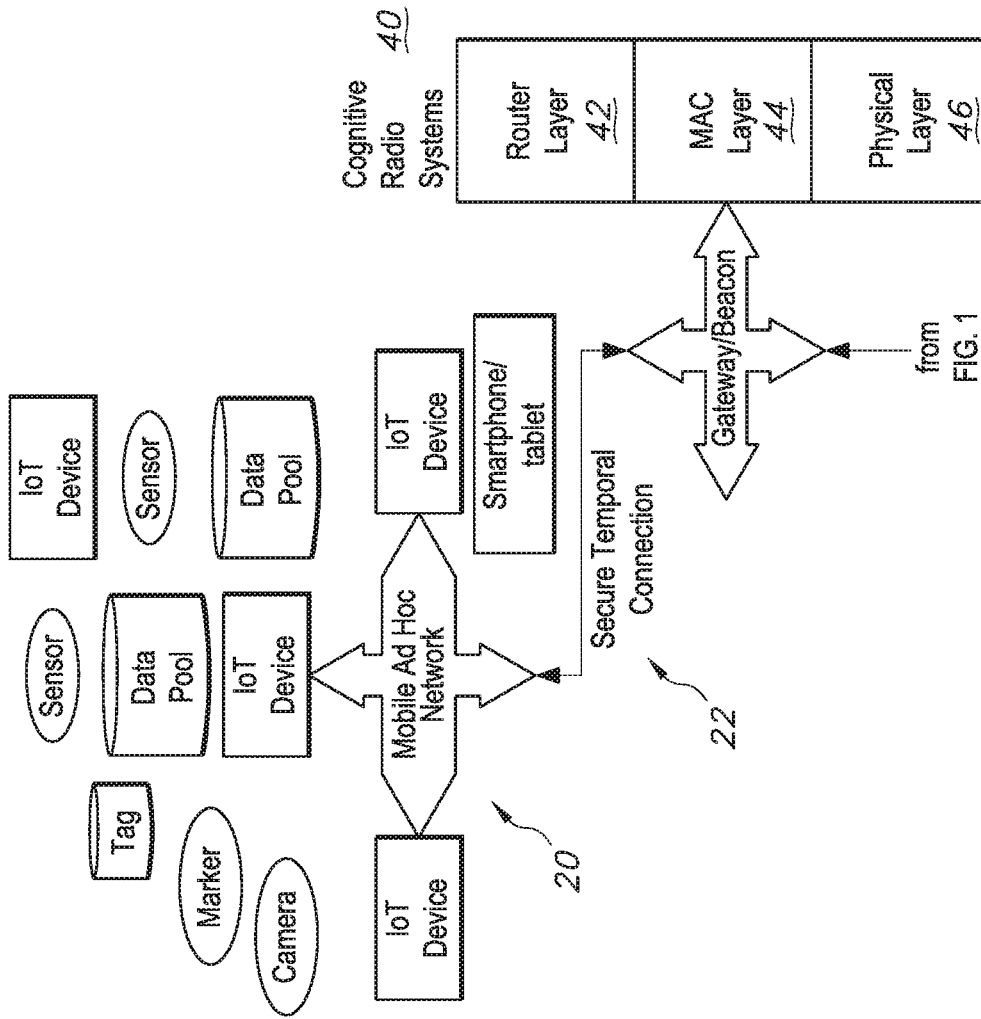 IoT
Device
Sensor
Data
Pool
Sensor
Data
Pool
IoT
Device
Tag
Marker
Camera
IoT
Device
Mobile Ad Hoc
Network
IoT
Device
Smartphone/
tablet
20
22
Secure Temporal
Connection
Gateway/Beacon
from
FIG. 1
Cognitive
Radio
Systems
40
Router
Layer
42
MAC
Layer
44
Physical
Layer
46